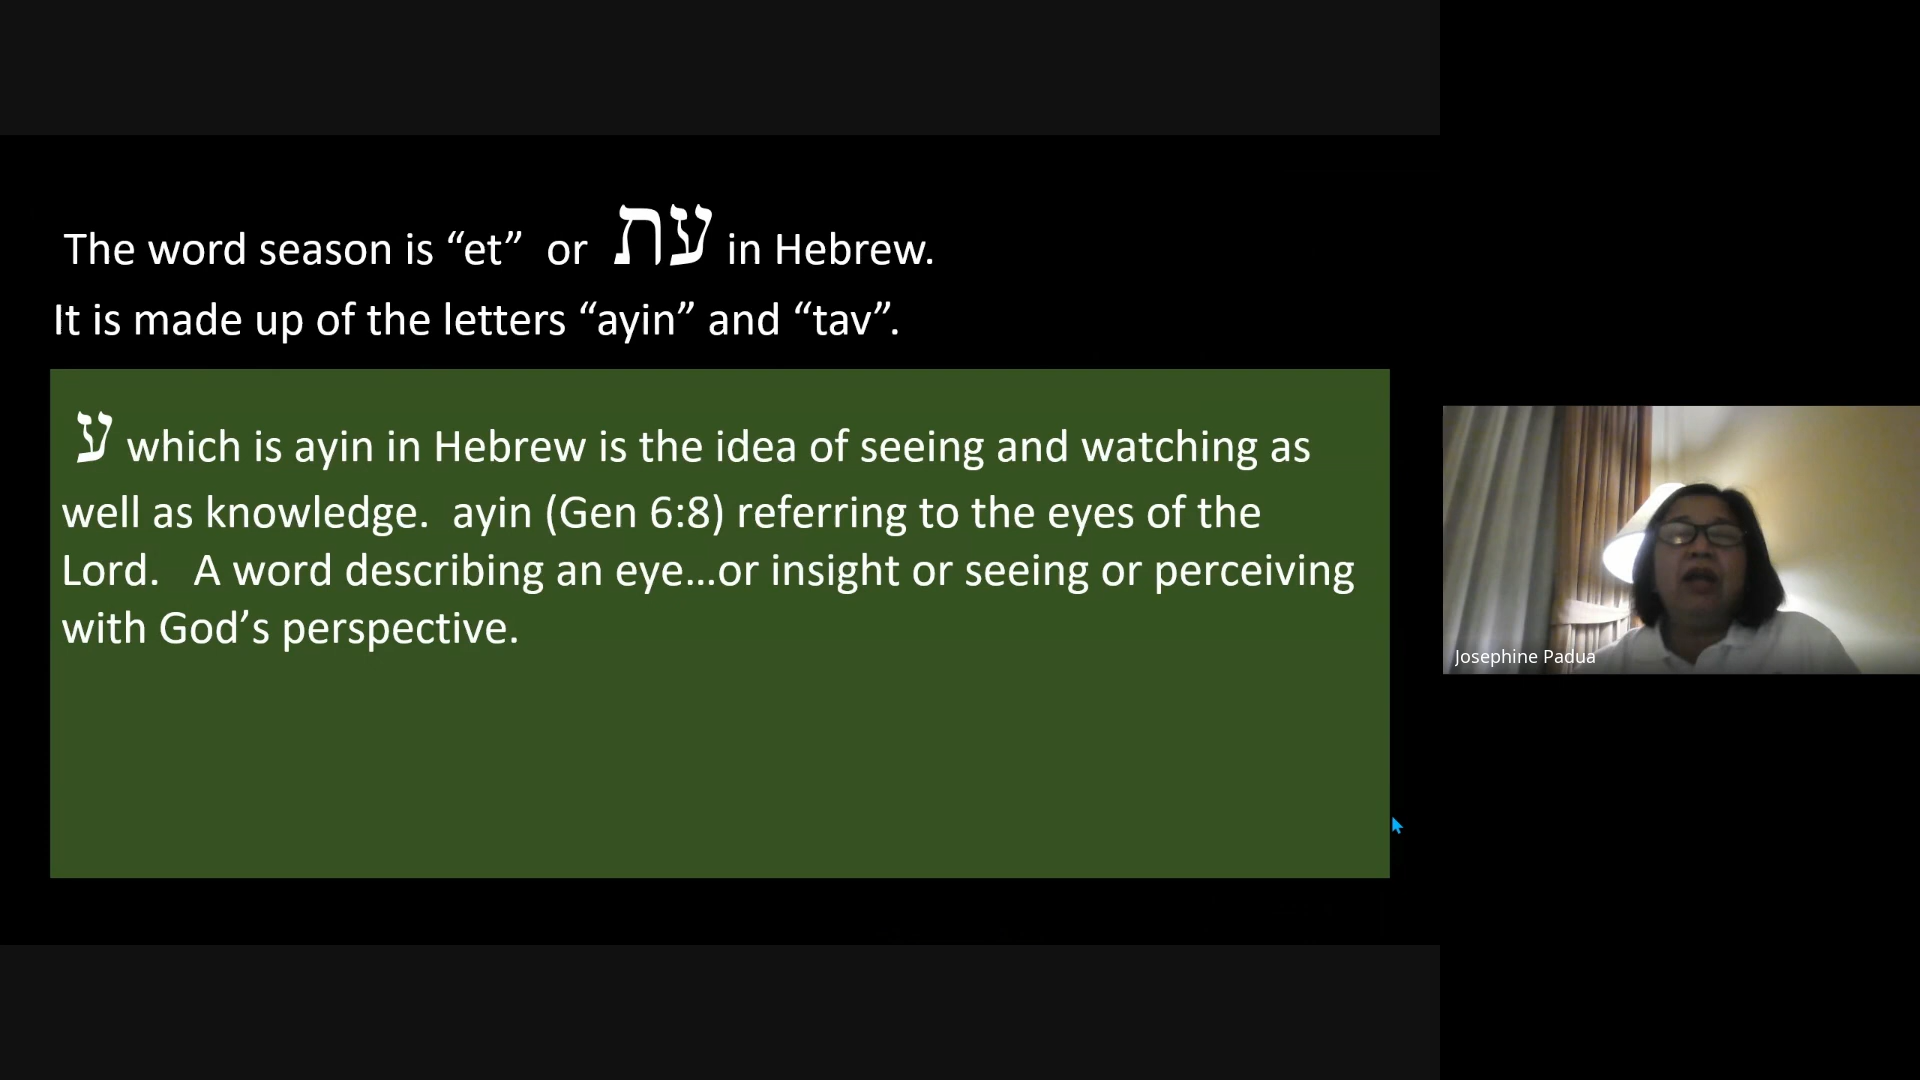 The word season is “et” or עת in Hebrew.
It is made up of the letters “ayin” and “tav”.
ע which is ayin in Hebrew is the idea of seeing and watching as
well as knowledge. ayin (Gen 6:8) referring to the eyes of the
Lord. A word describing an eye...or insight or seeing or perceiving
with God’s perspective.
Josephine Padua